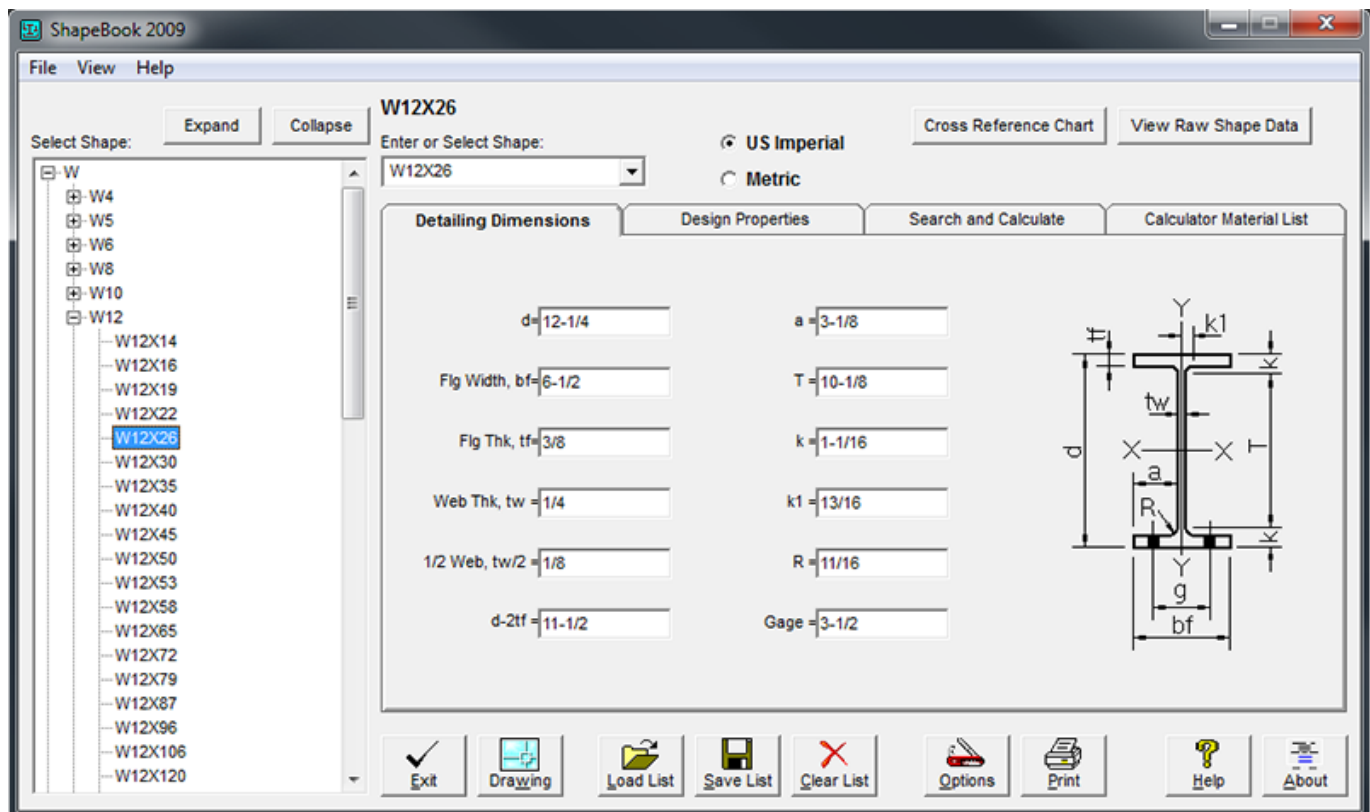 ShapeBook 2009
File View Help
Expand Collapse
Select Shape:
W
W4
W5
W6
W8
W10
W12
W12X14
W12X16
W12X19
W12X22
W12X26
W12X30
W12X35
W12X40
W12X45
W12X50
W12X53
W12X58
W12X65
W12X72
W12X79
W12X87
W12X96
W12X106
W12X120
W12X26
Enter or Select Shape:
W12X26
US Imperial
Metric
Cross Reference Chart View Raw Shape Data
Detailing Dimensions Design Properties Search and Calculate Calculator Material List
d= 12-1/4 a = 3-1/8
Flg Width, bf= 6-1/2 T = 10-1/8
Flg Thk, tf= 3/8 k = 1-1/16
Web Thk, tw = 1/4 k1 = 13/16
1/2 Web, tw/2 = 1/8 R = 11/16
d-2tf = 11-1/2 Gage = 3-1/2
Y
tf k1
k
tw
d X X T
a
R
k
Y
g
bf
Exit Drawing Load List Save List Clear List Options Print Help About